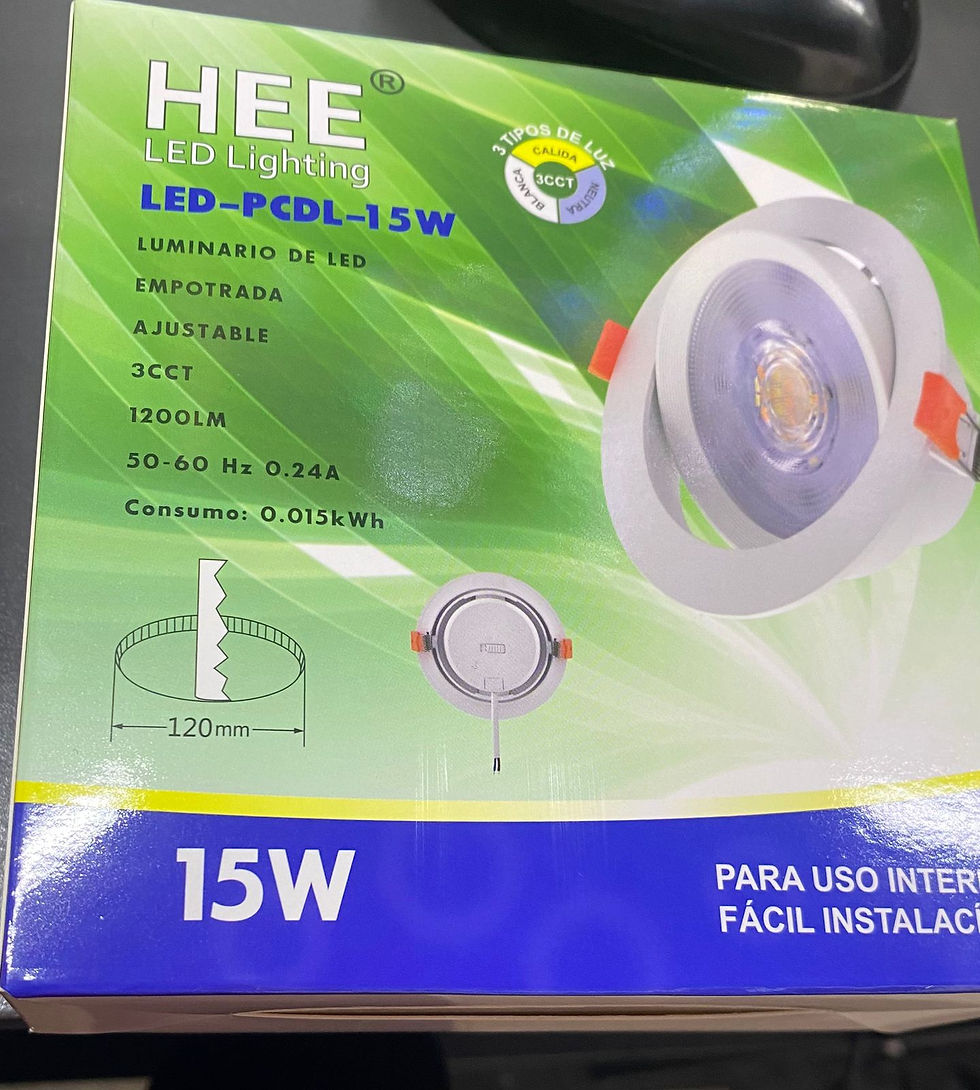 HEE®
LED Lighting
LED-PCDL-15W
LUMINARIO DE LED
EMPOTRADA
AJUSTABLE
3CCT
1200LM
50-60 Hz 0.24A
Consumo: 0.015kWh
3 TIPOS DE LUZ
CALIDA
3CCT
BLANCA
NEUTRA
120mm
15W
PARA USO INTER
FÁCIL INSTALACI